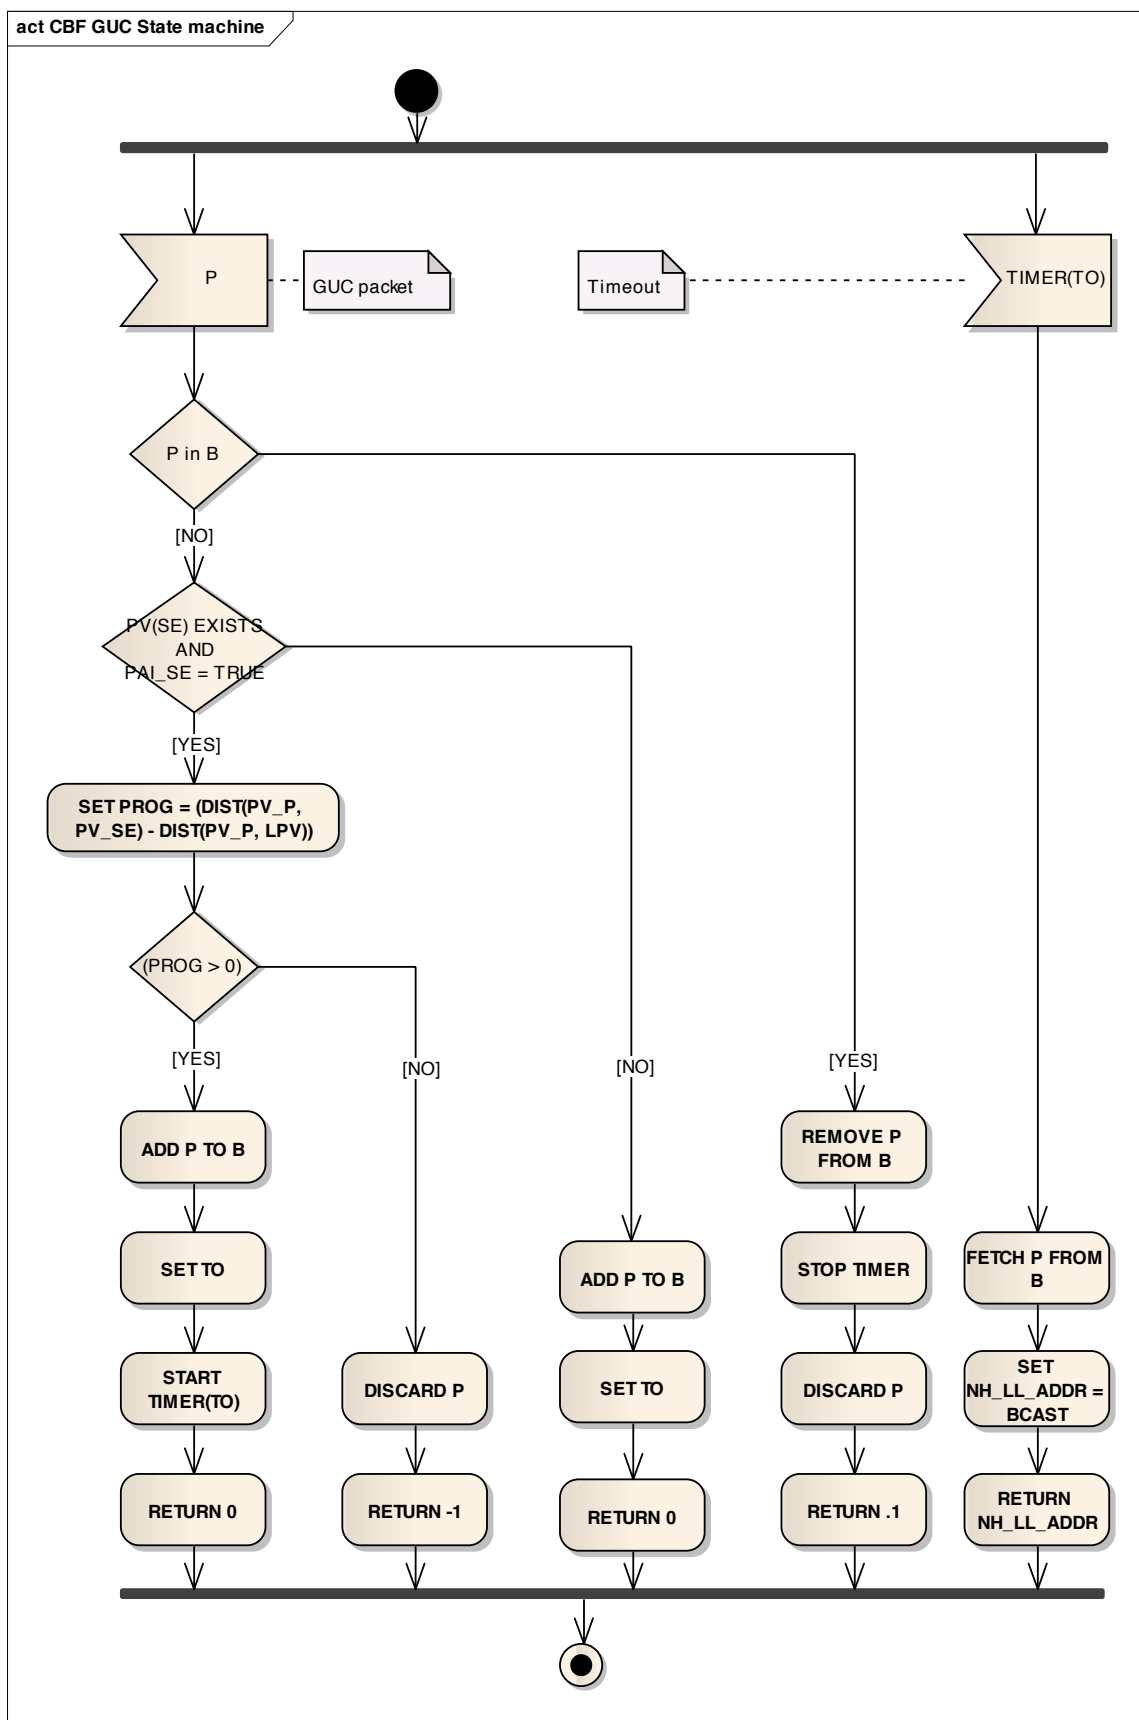 act CBF GUC State machine
P
GUC packet
Timeout
TIMER(TO)
P in B
[NO]
PV(SE) EXISTS
AND
PAI_SE = TRUE
[YES]
SET PROG = (DIST(PV_P,
PV_SE) - DIST(PV_P, LPV))
(PROG > 0)
[YES]
[NO]
[NO]
[YES]
ADD P TO B
REMOVE P
FROM B
SET TO
ADD P TO B
STOP TIMER
FETCH P FROM
B
START
TIMER(TO)
DISCARD P
SET TO
DISCARD P
SET
NH_LL_ADDR =
BCAST
RETURN 0
RETURN -1
RETURN 0
RETURN .1
RETURN
NH_LL_ADDR